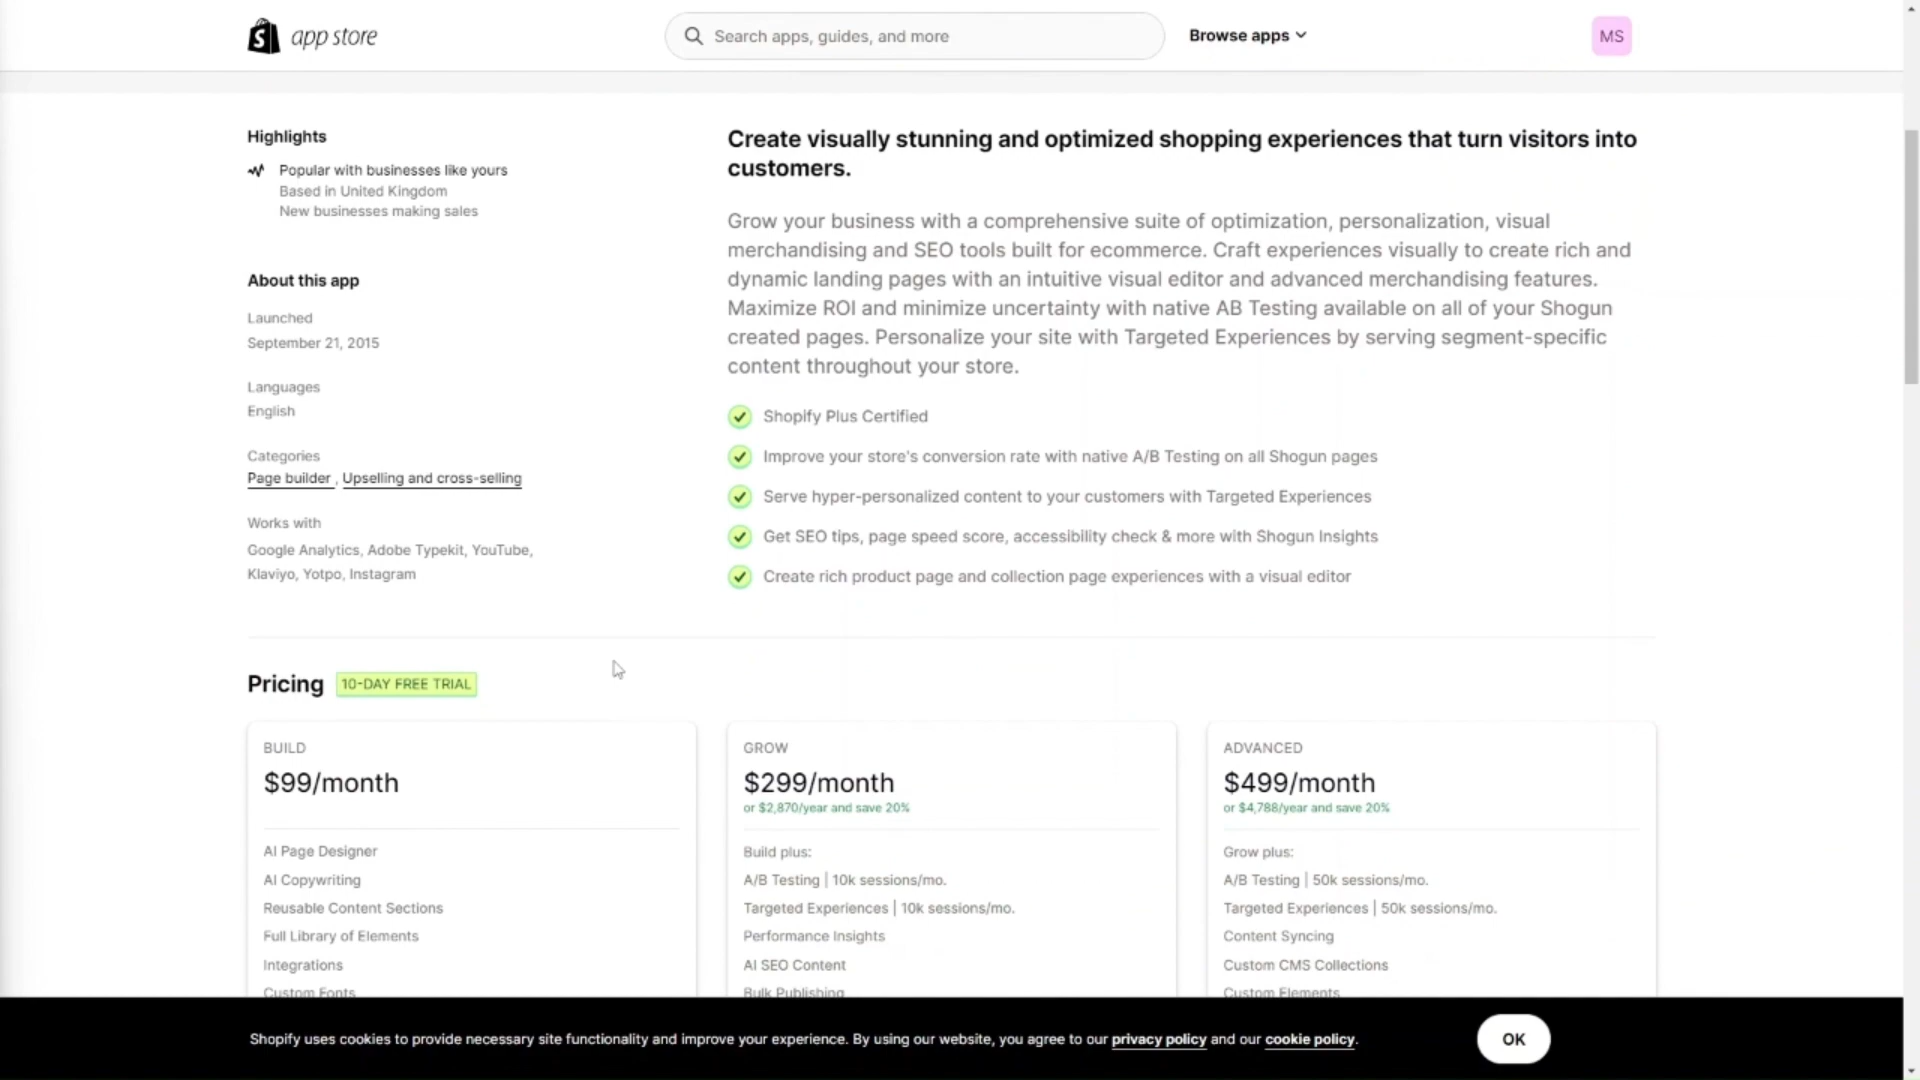 app store
Search apps, guides, and more
Browse apps
MS
Highlights
Popular with businesses like yours
Based in United Kingdom
New businesses making sales
About this app
Launched
September 21, 2015
Languages
English
Categories
Page builder , Upselling and cross-selling
Works with
Google Analytics, Adobe Typekit, YouTube,
Klaviyo, Yotpo, Instagram
Create visually stunning and optimized shopping experiences that turn visitors into
customers.
Grow your business with a comprehensive suite of optimization, personalization, visual
merchandising and SEO tools built for ecommerce. Craft experiences visually to create rich and
dynamic landing pages with an intuitive visual editor and advanced merchandising features.
Maximize ROI and minimize uncertainty with native AB Testing available on all of your Shogun
created pages. Personalize your site with Targeted Experiences by serving segment-specific
content throughout your store.
Shopify Plus Certified
Improve your store's conversion rate with native A/B Testing on all Shogun pages
Serve hyper-personalized content to your customers with Targeted Experiences
Get SEO tips, page speed score, accessibility check & more with Shogun Insights
Create rich product page and collection page experiences with a visual editor
Pricing
10-DAY FREE TRIAL
BUILD
$99/month
AI Page Designer
AI Copywriting
Reusable Content Sections
Full Library of Elements
Integrations
Custom Fonts
GROW
$299/month
or $2,870/year and save 20%
Build plus:
A/B Testing | 10k sessions/mo.
Targeted Experiences | 10k sessions/mo.
Performance Insights
AI SEO Content
Bulk Publishing
ADVANCED
$499/month
or $4,788/year and save 20%
Grow plus:
A/B Testing | 50k sessions/mo.
Targeted Experiences | 50k sessions/mo.
Content Syncing
Custom CMS Collections
Custom Elements
Shopify uses cookies to provide necessary site functionality and improve your experience. By using our website, you agree to our privacy policy and our cookie policy.
OK